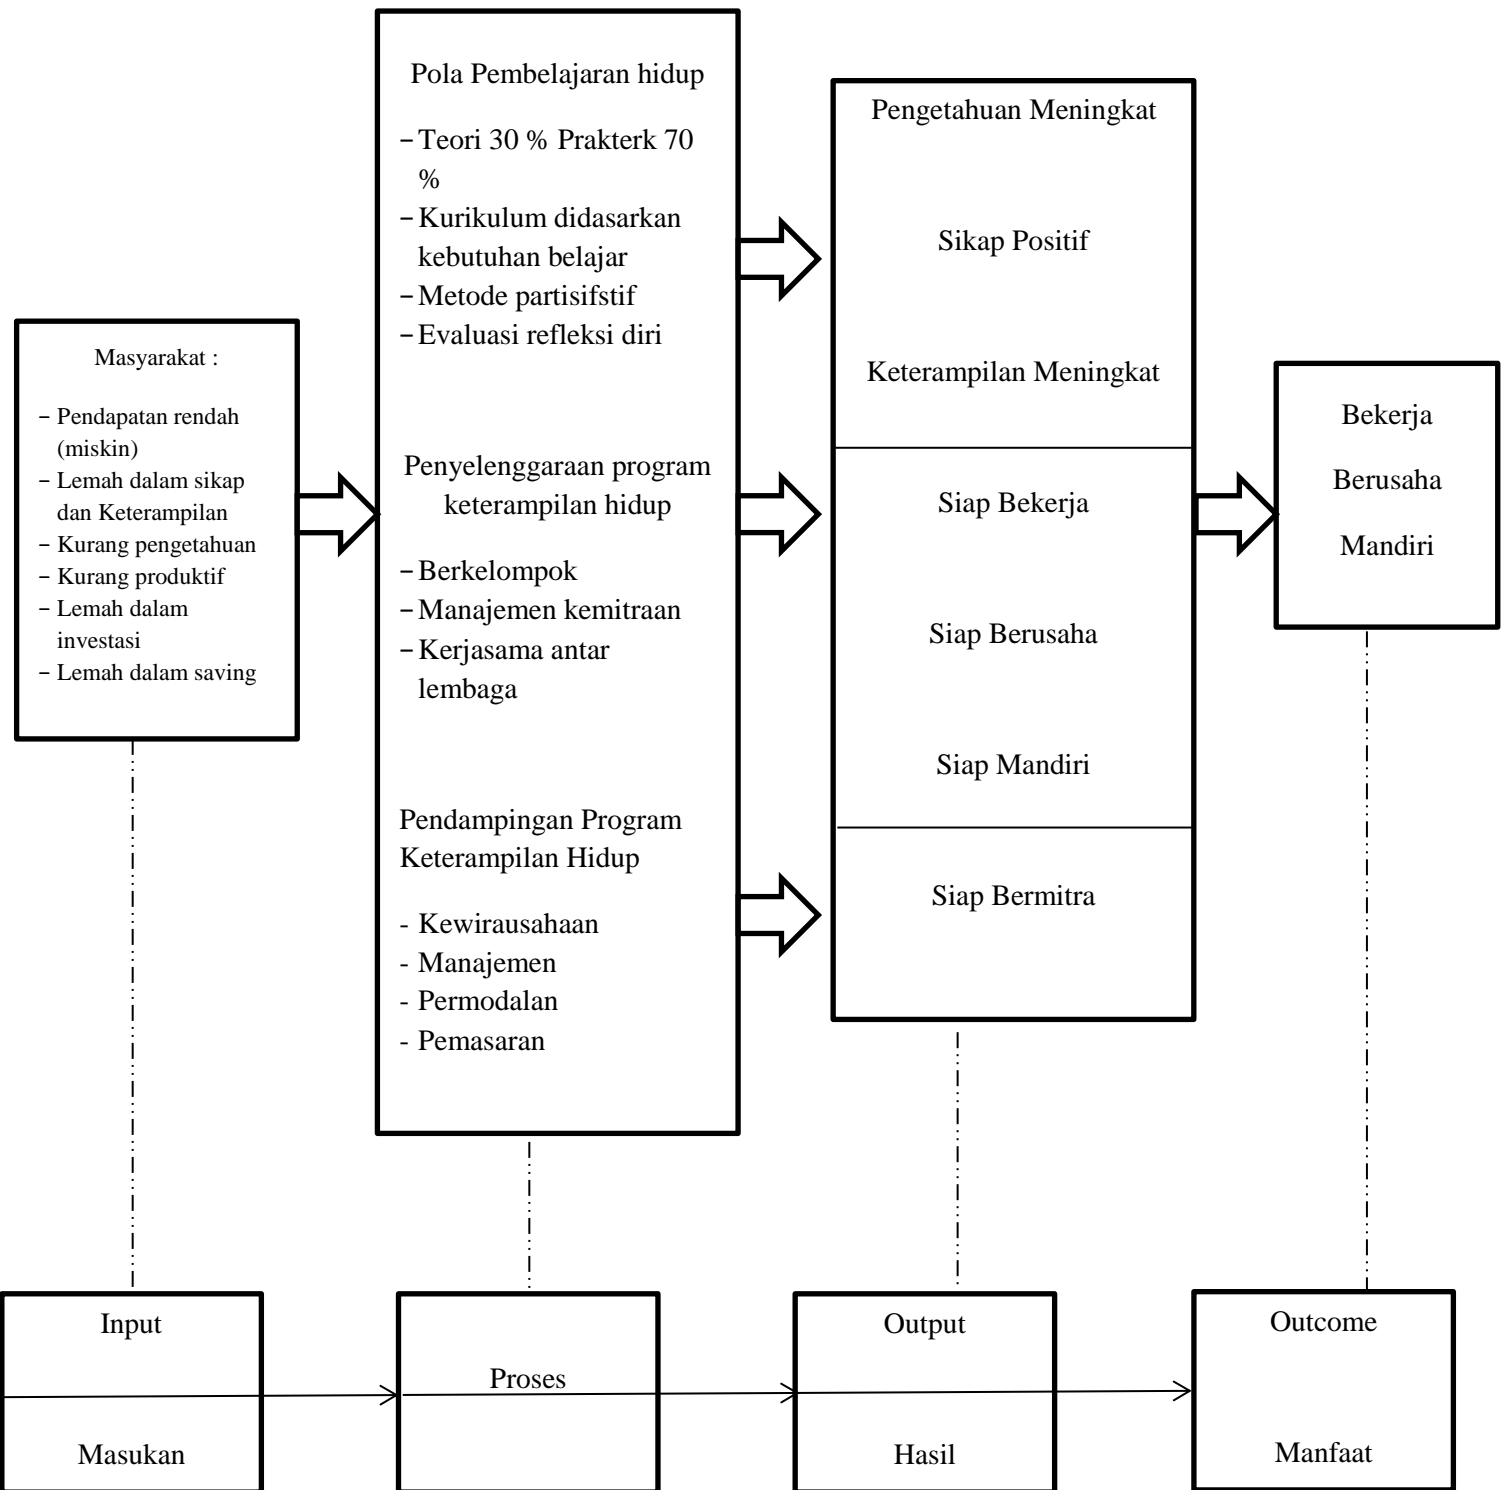 Masyarakat :
– Pendapatan rendah
(miskin)
– Lemah dalam sikap
dan Keterampilan
– Kurang pengetahuan
– Kurang produktif
– Lemah dalam
investasi
– Lemah dalam saving
Pola Pembelajaran hidup
– Teori 30 % Prakterk 70
%
– Kurikulum didasarkan
kebutuhan belajar
– Metode partisifstif
– Evaluasi refleksi diri
Penyelenggaraan program
keterampilan hidup
– Berkelompok
– Manajemen kemitraan
– Kerjasama antar
lembaga
Pendampingan Program
Keterampilan Hidup
- Kewirausahaan
- Manajemen
- Permodalan
- Pemasaran
Pengetahuan Meningkat
Sikap Positif
Keterampilan Meningkat
Siap Bekerja
Siap Berusaha
Siap Mandiri
Siap Bermitra
Bekerja
Berusaha
Mandiri
Input
Masukan
Proses
Output
Hasil
Outcome
Manfaat